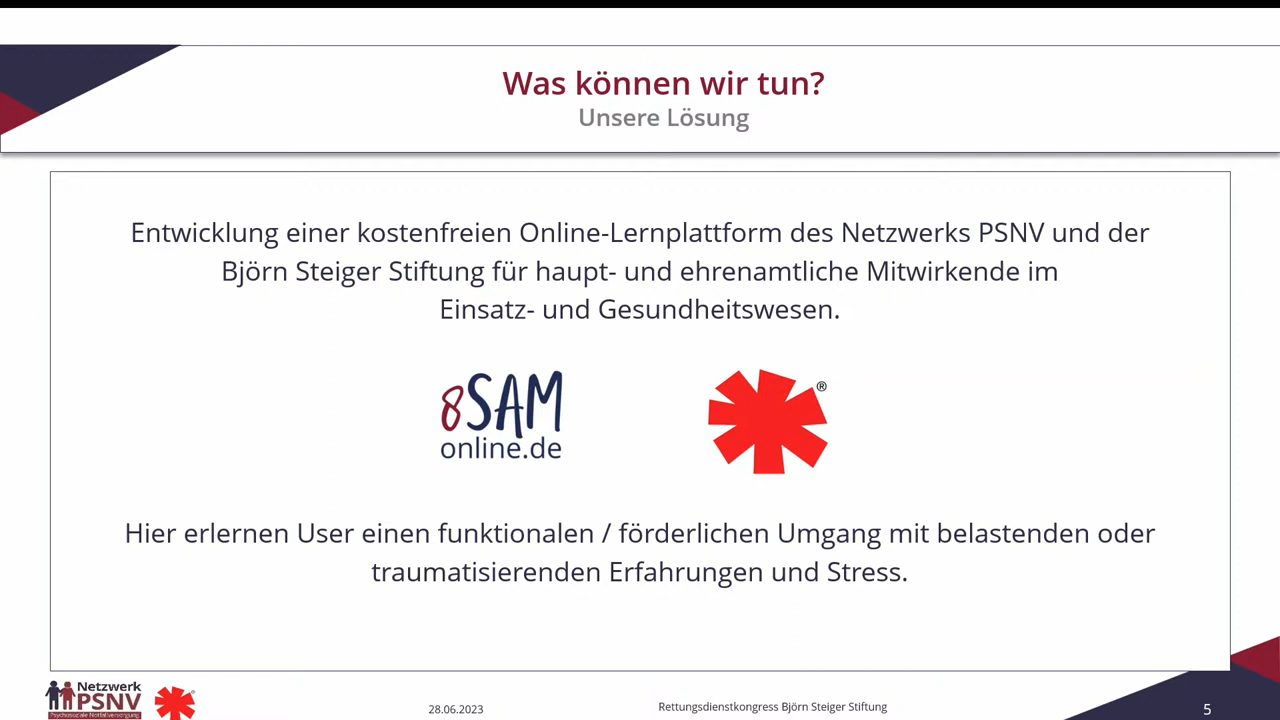 Was können wir tun?
Unsere Lösung
Entwicklung einer kostenfreien Online-Lernplattform des Netzwerks PSNV und der
Björn Steiger Stiftung für haupt- und ehrenamtliche Mitwirkende im
Einsatz- und Gesundheitswesen.
8SAM
online.de
®
Hier erlernen User einen funktionalen / förderlichen Umgang mit belastenden oder
traumatisierenden Erfahrungen und Stress.
Netzwerk
PSNV
Psychosoziale Notfallversorgung
28.06.2023
Rettungsdienstkongress Björn Steiger Stiftung
5